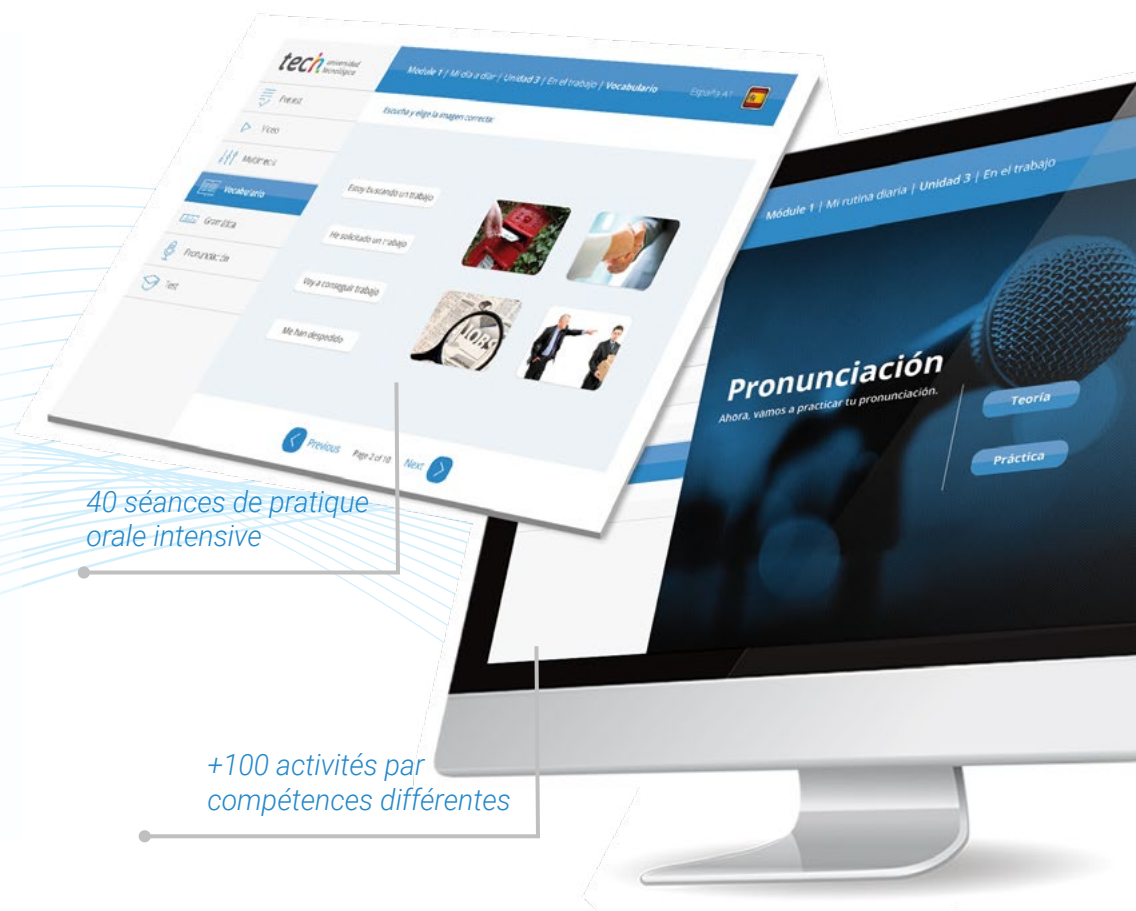 tech universidad
tecnológica
Module 1 | Mi día a diar | Unidad 3 | En el trabajo | Vocabulario
España A1
Escucha y elige la imagen correcta:
Pretest
Vídeo
Vocabulario
Gramática
Pronunciación
Test
Estoy buscando un trabajo
He solicitado un trabajo
Voy a conseguir trabajo
Me han despedido
JOBS
Previous
Page 2 of 10
Next
Módule 1 | Mi rutina diaria | Unidad 3 | En el trabajo
Pronunciación
Ahora, vamos a practicar tu pronunciación.
Teoría
Práctica
40 séances de pratique
orale intensive
+100 activités par
compétences différentes